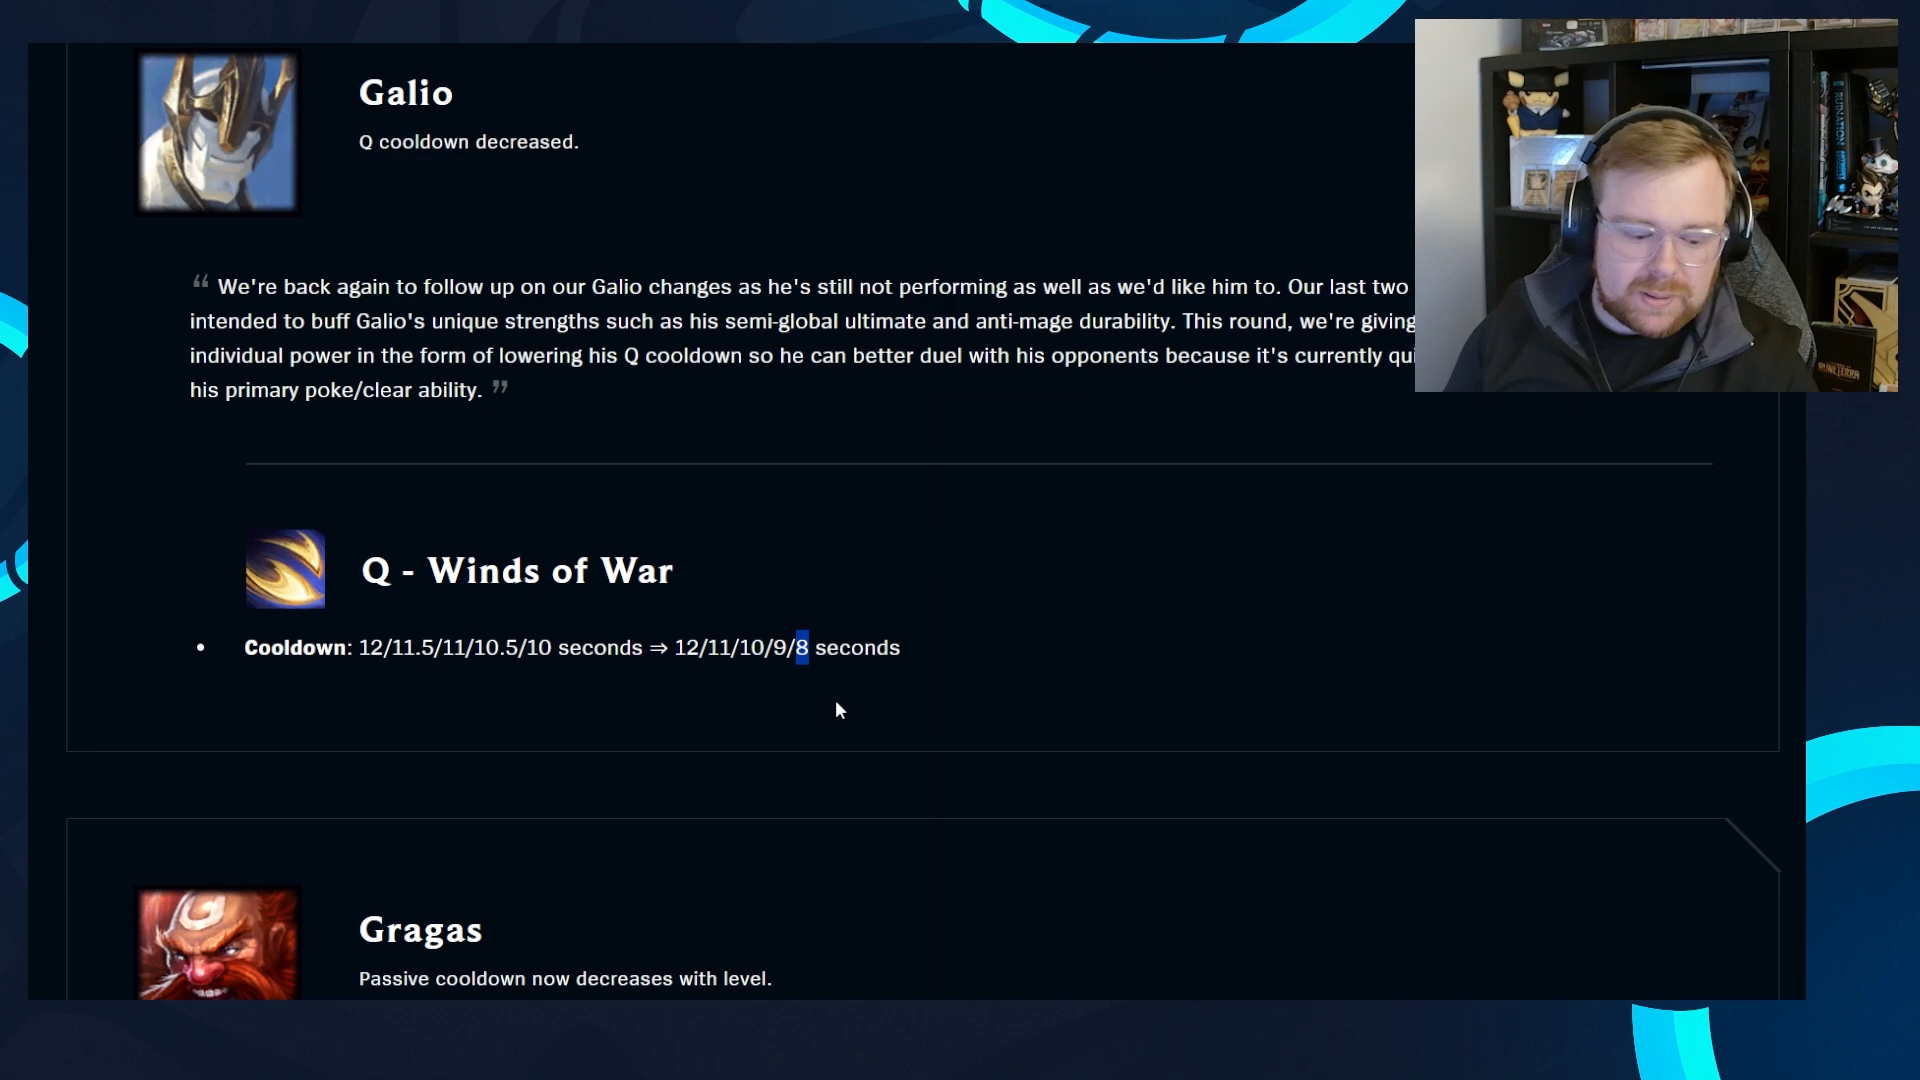 Galio
Q cooldown decreased.
“ We're back again to follow up on our Galio changes as he's still not performing as well as we'd like him to. Our last two
intended to buff Galio's unique strengths such as his semi-global ultimate and anti-mage durability. This round, we're giving
individual power in the form of lowering his Q cooldown so he can better duel with his opponents because it's currently
his primary poke/clear ability. ”
Q - Winds of War
• Cooldown: 12/11.5/11/10.5/10 seconds ⇒ 12/11/10/9/8 seconds
Gragas
Passive cooldown now decreases with level.
RUINATION